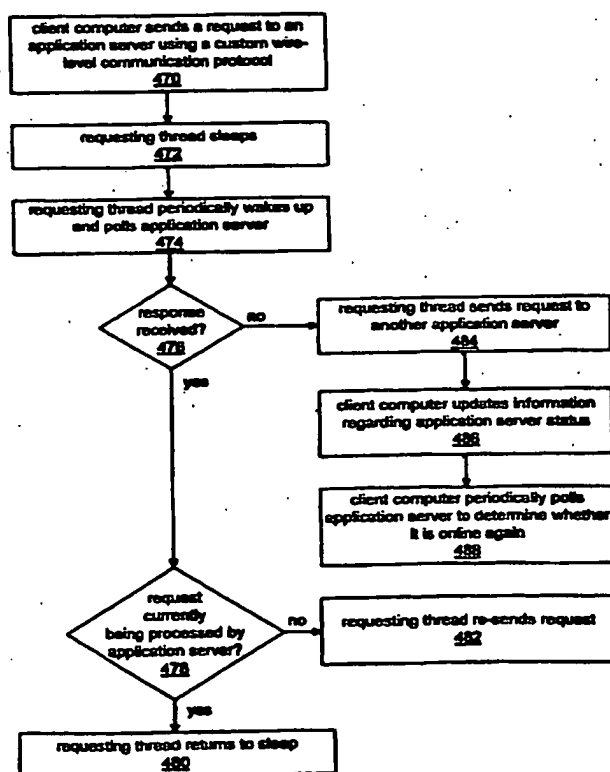 client computer sends a request to an
application server using a custom wire-
level communication protocol
470
requesting thread sleeps
472
requesting thread periodically wakes up
and polls application server
474
response
received?
476
no
yes
requesting thread sends request to
another application server
484
client computer updates information
regarding application server status
486
client computer periodically polls
application server to determine whether
it is online again
488
request
currently
being processed by
application server?
478
no
yes
requesting thread re-sends request
482
requesting thread returns to sleep
480